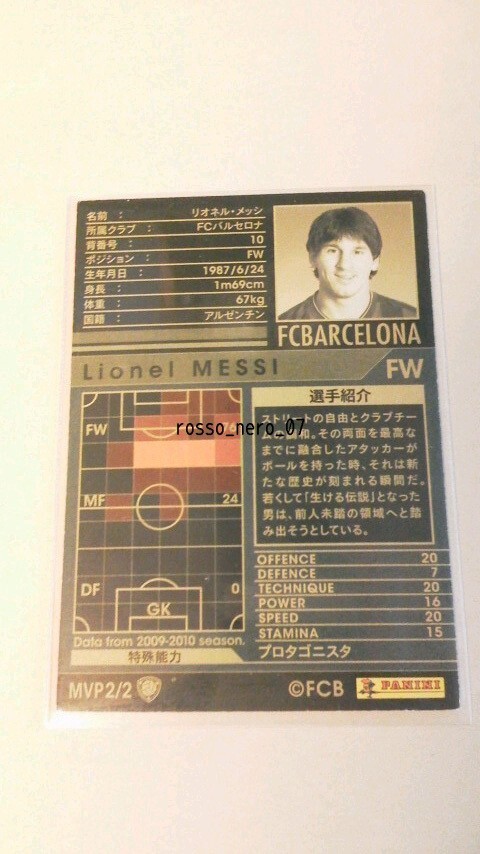 名前 : リオネル・メッシ
所属クラブ : FCバルセロナ
背番号 : 10
ポジション : FW
生年月日 : 1987/6/24
身長 : 1m69cm
体重 : 67kg
国籍 : アルゼンチン
FCBARCELONA
Lionel MESSI FW
FW
rosso_nero_07
MF 24
DF 0
GK
Data from 2009-2010 season.
特殊能力
選手紹介
ストリートの自由とクラブチー
和。その両面を最高な
までに融合したアタッカーが
ボールを持った時、それは新
たな歴史が刻まれる瞬間だ。
若くして「生ける伝説」となった
男は、前人未踏の領域へと踏
み出そうとしている。
OFFENCE 20
DEFENCE 7
TECHNIQUE 20
POWER 16
SPEED 20
STAMINA 15
プロタゴニスタ
MVP2/2 ©FCB PANINI